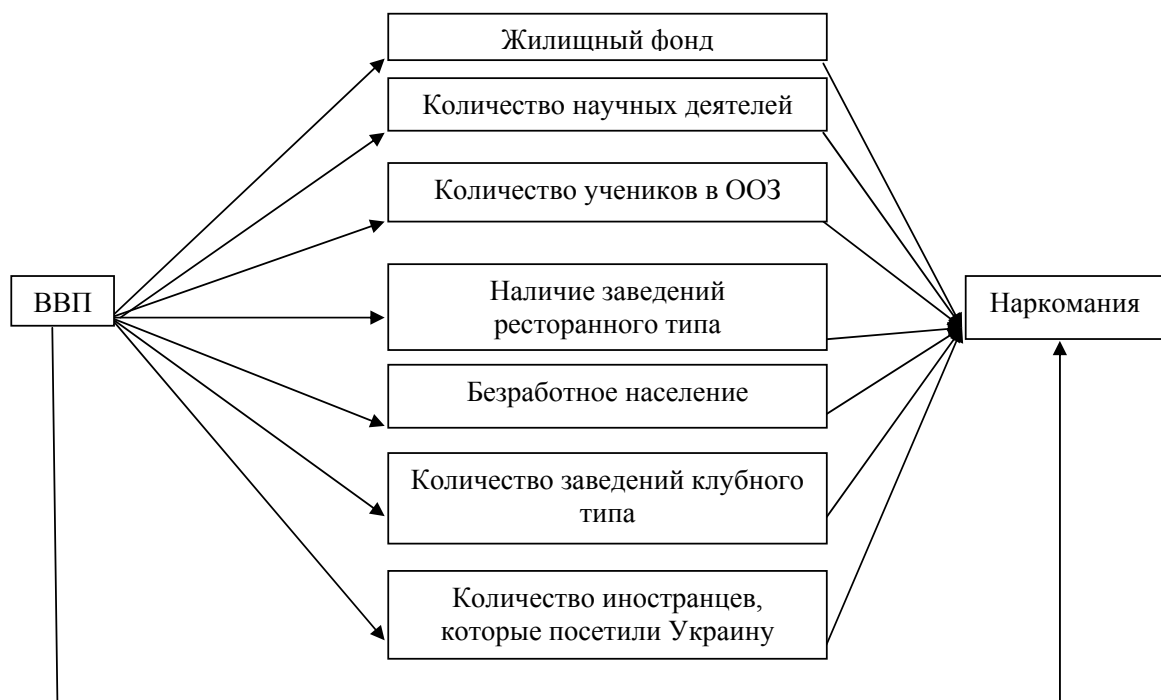 Жилищный фонд
Количество научных деятелей
Количество учеников в ООЗ
ВВП
Наличие заведений
ресторанного типа
Наркомания
Безработное население
Количество заведений клубного
типа
Количество иностранцев,
которые посетили Украину